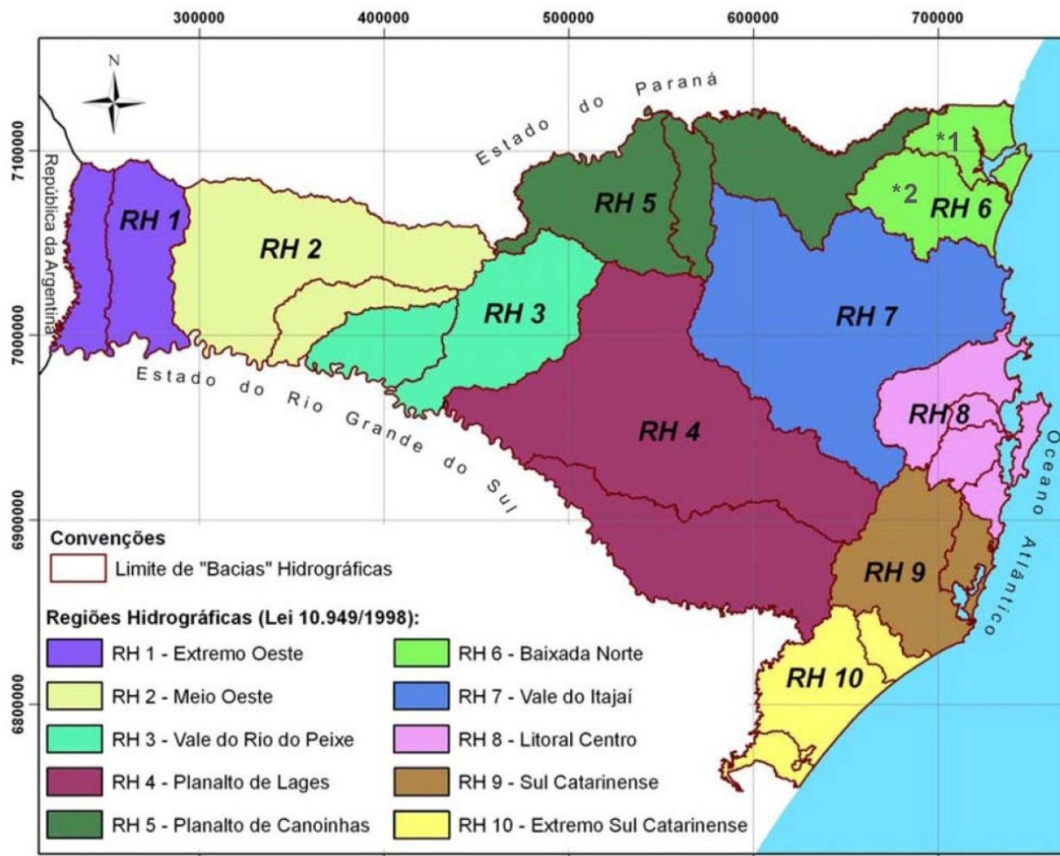 300000 400000 500000 600000 700000
N
Estado do Paraná
7100000
República da Argentina
*1
RH 1
RH 5
*2
RH 6
RH 2
RH 3
RH 7
7000000
Estado do Rio Grande do Sul
RH 8
RH 4
Oceano Atlântico
6900000
Convenções
Limite de "Bacias" Hidrográficas
RH 9
Regiões Hidrográficas (Lei 10.949/1998):
RH 1 - Extremo Oeste
RH 6 - Baixada Norte
RH 10
RH 2 - Meio Oeste
RH 7 - Vale do Itajaí
6800000
RH 3 - Vale do Rio do Peixe
RH 8 - Litoral Centro
RH 4 - Planalto de Lages
RH 9 - Sul Catarinense
RH 5 - Planalto de Canoinhas
RH 10 - Extremo Sul Catarinense